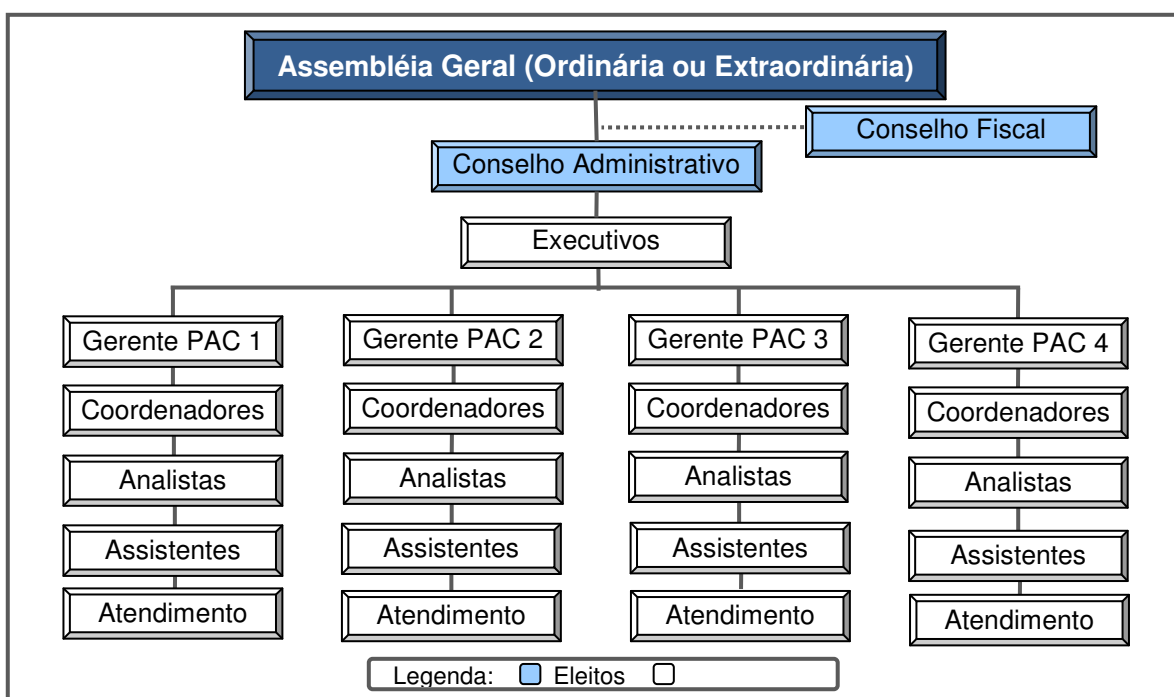 Assembléia Geral (Ordinária ou Extraordinária)
Conselho Fiscal
Conselho Administrativo
Executivos
Gerente PAC 1
Gerente PAC 2
Gerente PAC 3
Gerente PAC 4
Coordenadores
Coordenadores
Coordenadores
Coordenadores
Analistas
Analistas
Analistas
Analistas
Assistentes
Assistentes
Assistentes
Assistentes
Atendimento
Atendimento
Atendimento
Atendimento
Legenda: Eleitos